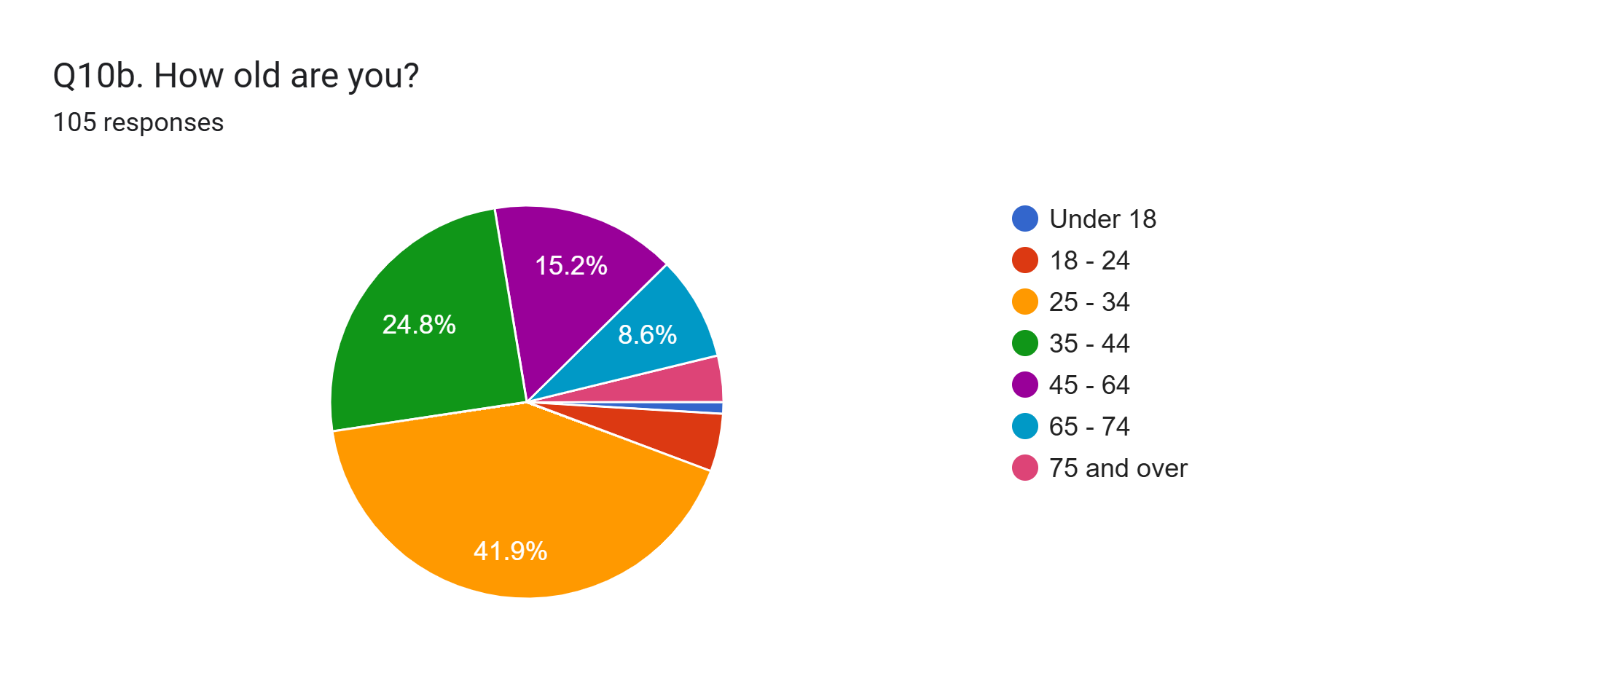 Q10b. How old are you?
105 responses
15.2%
24.8%
8.6%
41.9%
Under 18
18 - 24
25 - 34
35 - 44
45 - 64
65 - 74
75 and over